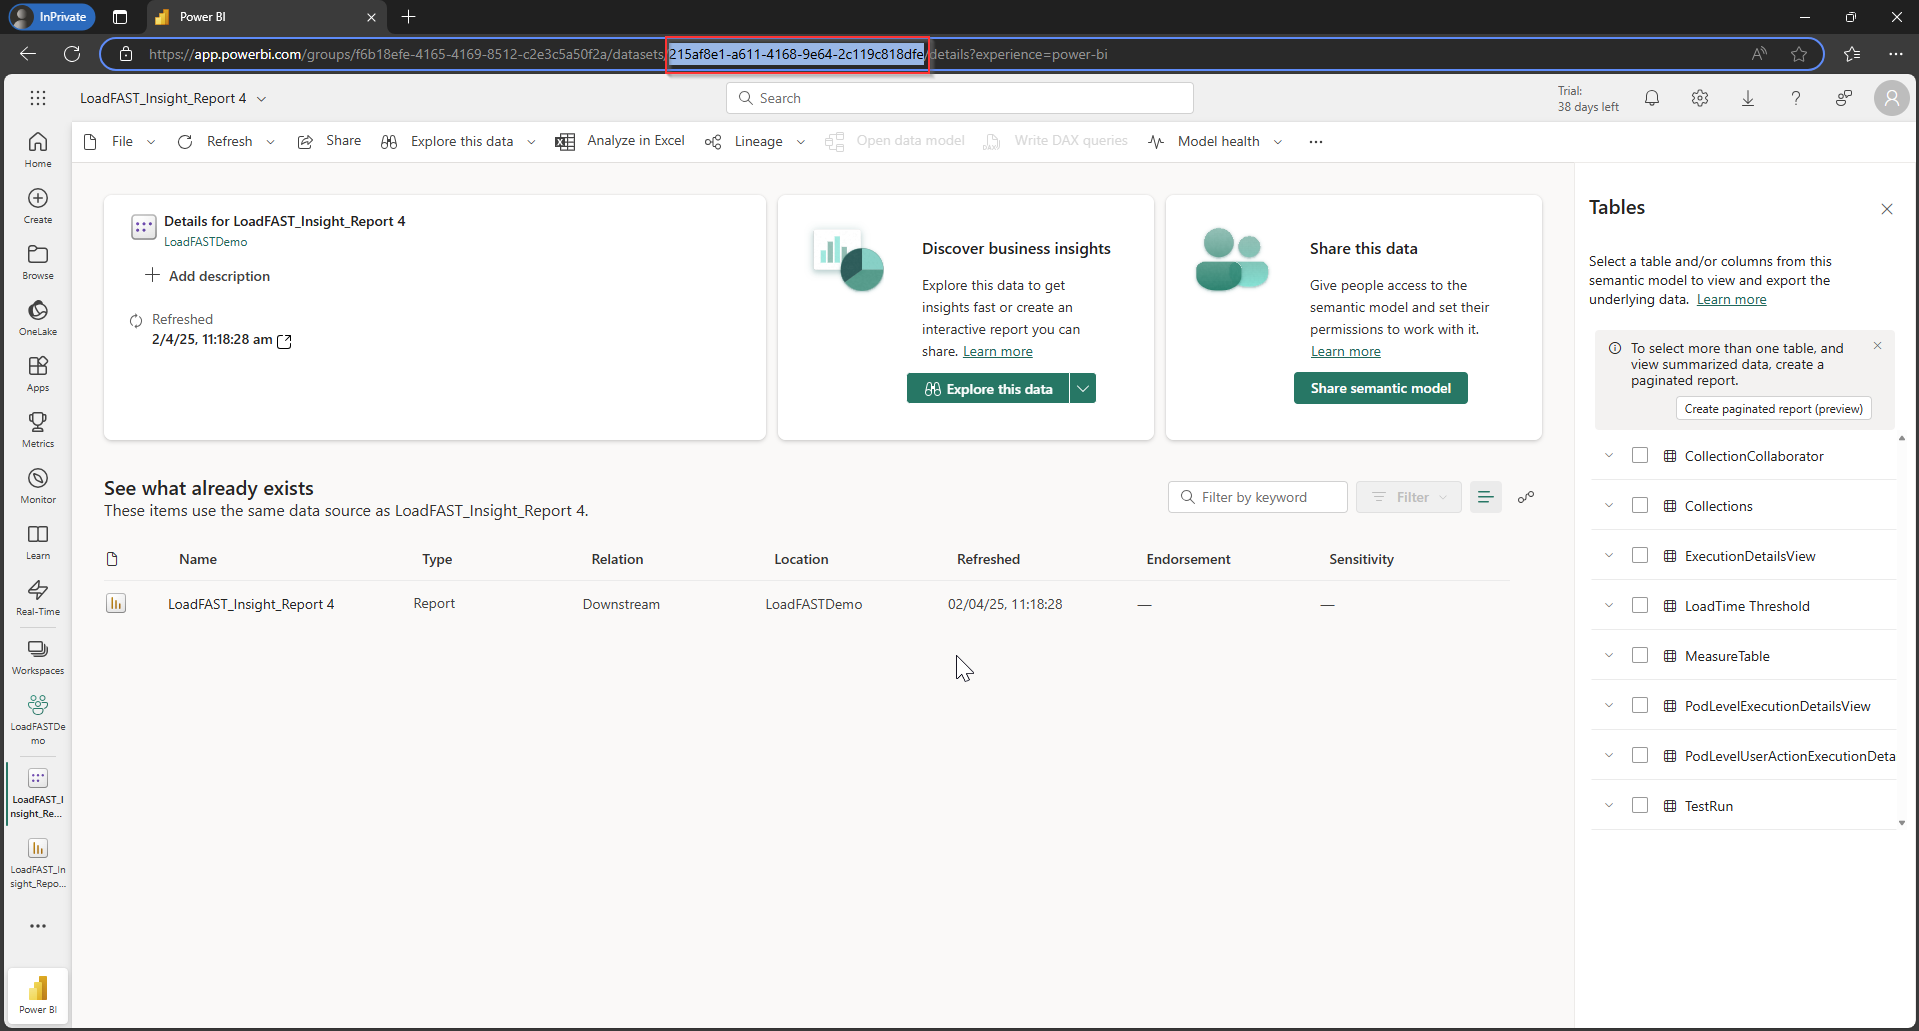 InPrivate
Power BI
https://app.powerbi.com/groups/f6b18efe-4165-4169-8512-c2e3c5a50f2a/datasets/215af8e1-a611-4168-9e64-2c119c818dfe/details?experience=power-bi
LoadFAST_Insight_Report 4
Search
Trial:
38 days left
File
Refresh
Share
Explore this data
Analyze in Excel
Lineage
Open data model
DAX
Write DAX queries
Model health
Home
Create
Browse
OneLake
Apps
Metrics
Monitor
Learn
Real-Time
Workspaces
LoadFASTDe
mo
LoadFAST_I
nsight_Re...
LoadFAST_In
sight_Repo...
Power BI
Details for LoadFAST_Insight_Report 4
LoadFASTDemo
Add description
Refreshed
2/4/25, 11:18:28 am
Discover business insights
Explore this data to get
insights fast or create an
interactive report you can
share. Learn more
Explore this data
Share this data
Give people access to the
semantic model and set their
permissions to work with it.
Learn more
Share semantic model
See what already exists
These items use the same data source as LoadFAST_Insight_Report 4.
Filter by keyword
Filter
Name Type Relation Location Refreshed Endorsement Sensitivity
LoadFAST_Insight_Report 4 Report Downstream LoadFASTDemo 02/04/25, 11:18:28 — —
Tables
Select a table and/or columns from this
semantic model to view and export the
underlying data. Learn more
To select more than one table, and
view summarized data, create a
paginated report.
Create paginated report (preview)
CollectionCollaborator
Collections
ExecutionDetailsView
LoadTime Threshold
MeasureTable
PodLevelExecutionDetailsView
PodLevelUserActionExecutionDeta
TestRun